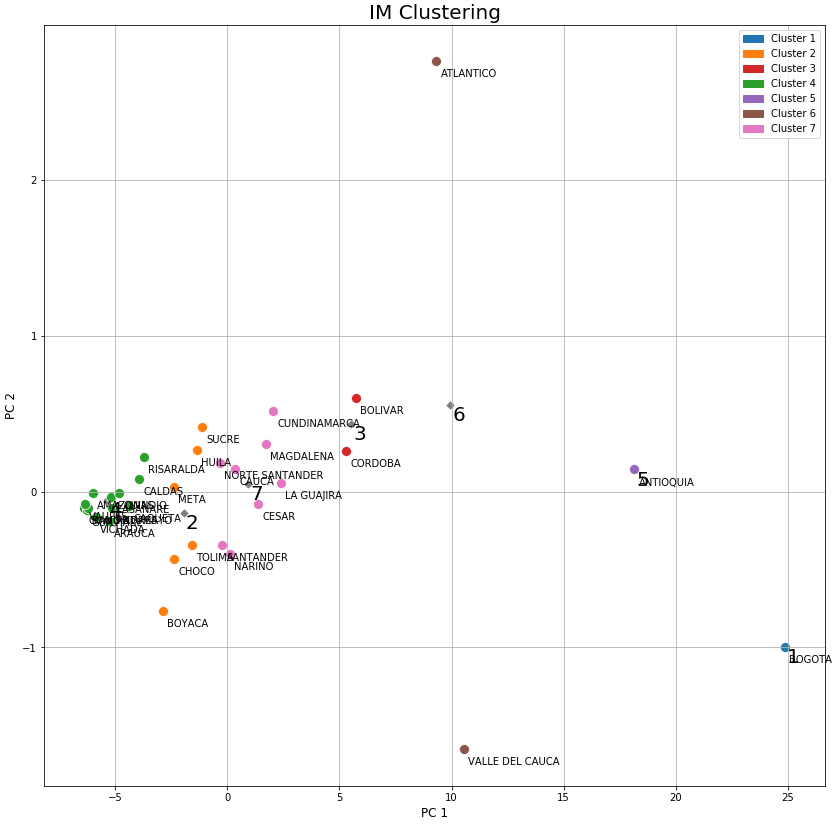 IM Clustering
Cluster 1
Cluster 2
Cluster 3
Cluster 4
Cluster 5
Cluster 6
Cluster 7
ATLANTICO
2
1
BOLIVAR
6
CUNDINAMARCA
3
SUCRE
MAGDALENA
CORDOBA
HUILA
RISARALDA
NORTE SANTANDER
CAUCA
5
ANTIOQUIA
0
CALDAS
7
LA GUAJIRA
META
CESAR
2
CAQUETA
VICHADA
ARAUCA
TOLIMA
SANTANDER
NARINO
CHOCO
BOYACA
−1
1
BOGOTA
VALLE DEL CAUCA
PC 2
−5
0
5
10
15
20
25
PC 1